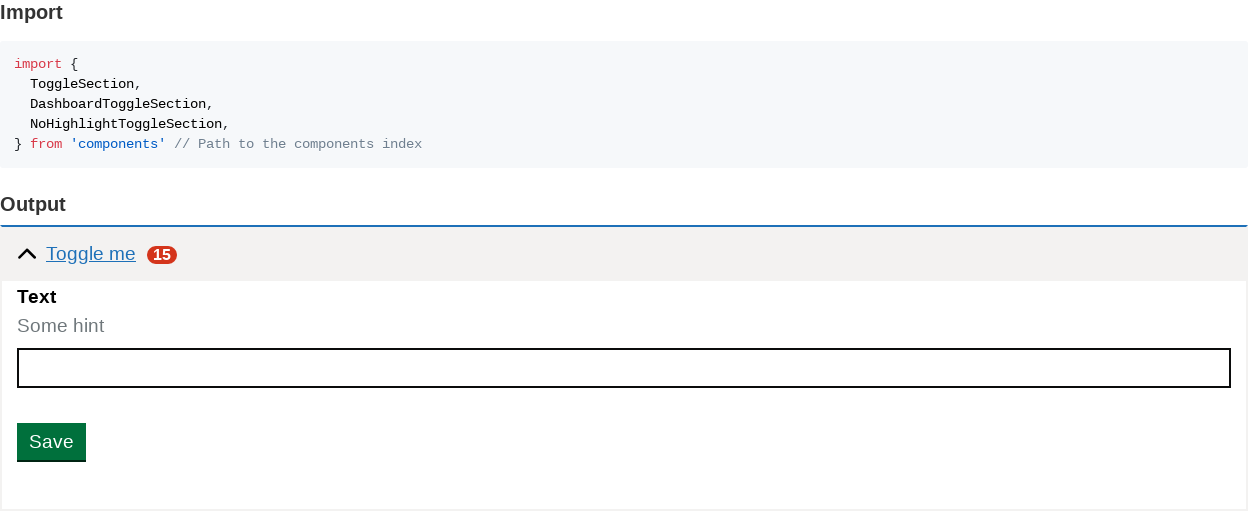 Import
import {
  ToggleSection,
  DashboardToggleSection,
  NoHighlightToggleSection,
} from 'components' // Path to the components index
Output
Toggle me 15
Text
Some hint
Save